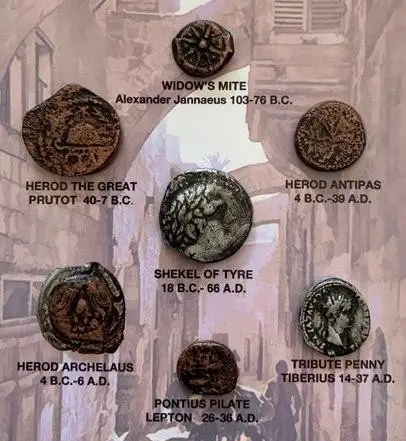 WIDOW'S MITE
Alexander Jannaeus 103-76 B.C.
HEROD THE GREAT
PRUTOT 40-7 B.C.
HEROD ANTIPAS
4 B.C.-39 A.D.
SHEKEL OF TYRE
18 B.C.- 66 A.D.
HEROD ARCHELAUS
4 B.C.-6 A.D.
TRIBUTE PENNY
TIBERIUS 14-37 A.D.
PONTIUS PILATE
LEPTON 26-36 A.D.